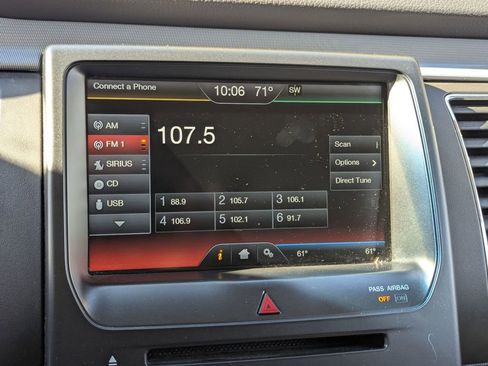 Connect a Phone
10:06 71° SW
AM
FM 1
SIRIUS
CD
USB
107.5
Scan
Options >
Direct Tune
1 88.9 2 105.7 3 106.1
4 106.9 5 102.1 6 91.7
i
61° 61°
PASS AIRBAG
OFF [ON]